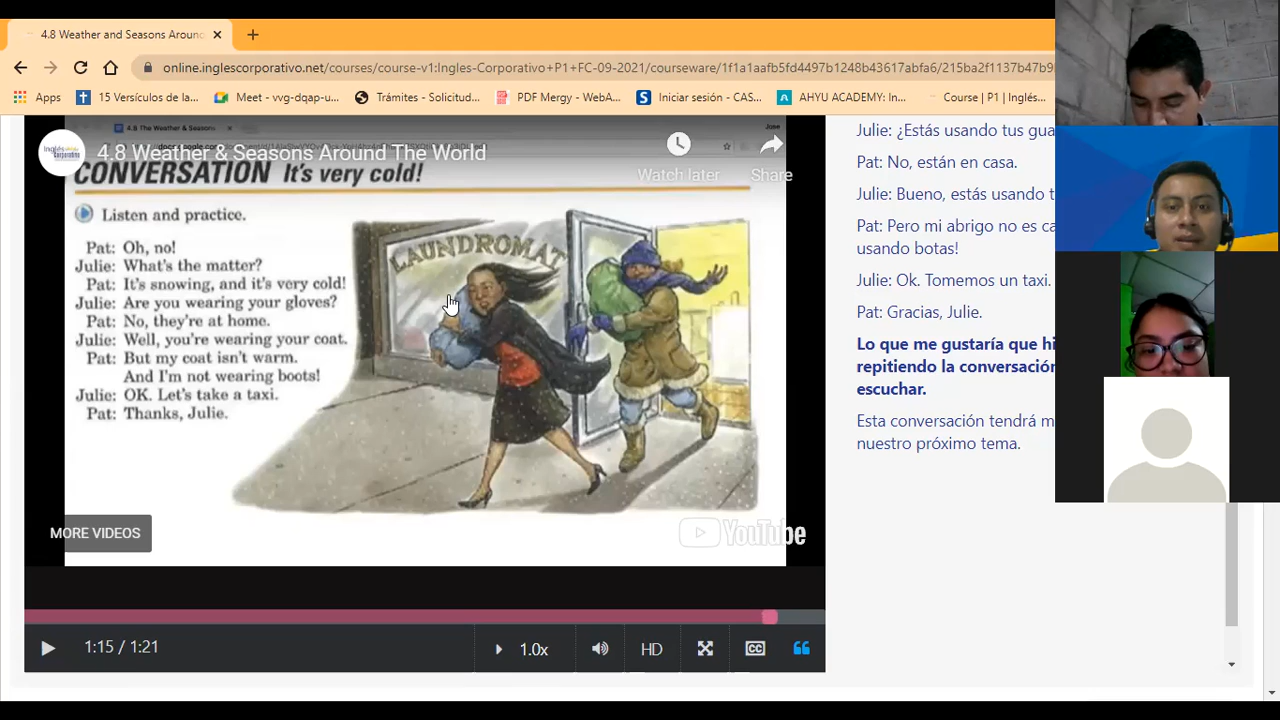 4.8 Weather and Seasons Aroun
online.inglescorporativo.net/courses/course-v1:Ingles-Corporativo+P1+FC-09-2021/courseware/1f1a1aafb5fd4497b1248b43617abfa6/215ba2f1137b47b9
Apps
15 Versículos de la...
Meet - vvg-dqap-u...
Trámites - Solicitud...
PDF Mergy - WebA...
Iniciar sesión - CAS...
AHYU ACADEMY: In...
Course | P1 | Inglés...
4.8 The Weather & Seasons
4.8 Weather & Seasons Around The World
Watch later
Share
CONVERSATION It's very cold!
Listen and practice.
Pat: Oh, no!
Julie: What's the matter?
Pat: It's snowing, and it's very cold!
Julie: Are you wearing your gloves?
Pat: No, they're at home.
Julie: Well, you're wearing your coat.
Pat: But my coat isn't warm.
And I'm not wearing boots!
Julie: OK. Let's take a taxi.
Pat: Thanks, Julie.
LAUNDROMAT
MORE VIDEOS
YouTube
1:15 / 1:21
1.0x
HD
CC
Julie: ¿Estás usando tus gua
Pat: No, están en casa.
Julie: Bueno, estás usando t
Pat: Pero mi abrigo no es ca
usando botas!
Julie: Ok. Tomemos un taxi.
Pat: Gracias, Julie.
Lo que me gustaría que hi
repitiendo la conversación
escuchar.
Esta conversación tendrá m
nuestro próximo tema.